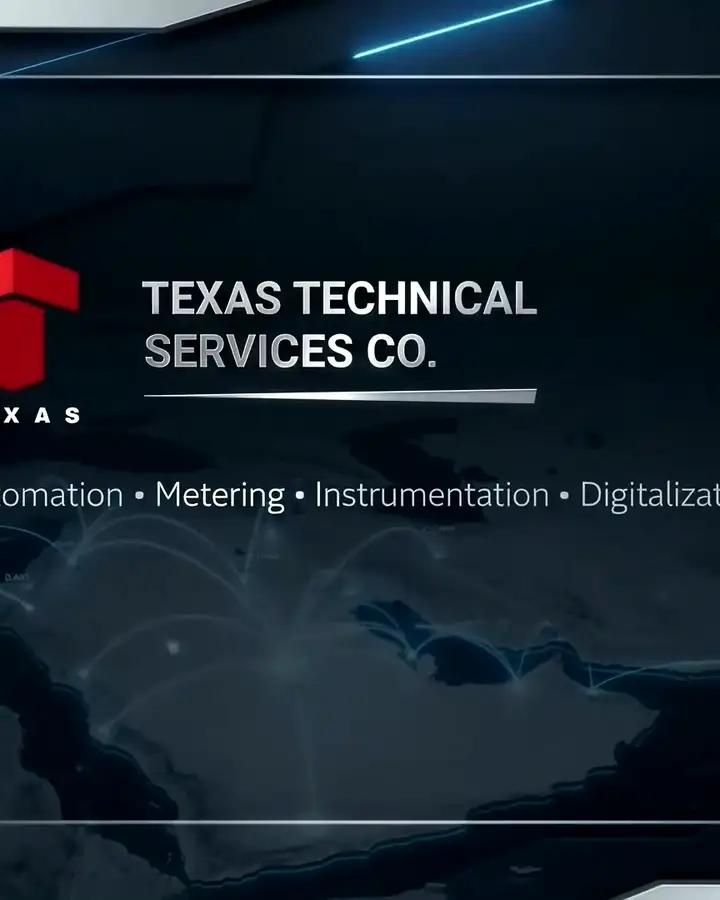 TEXAS TECHNICAL
SERVICES CO.
XAS
omation • Metering • Instrumentation • Digitalizat